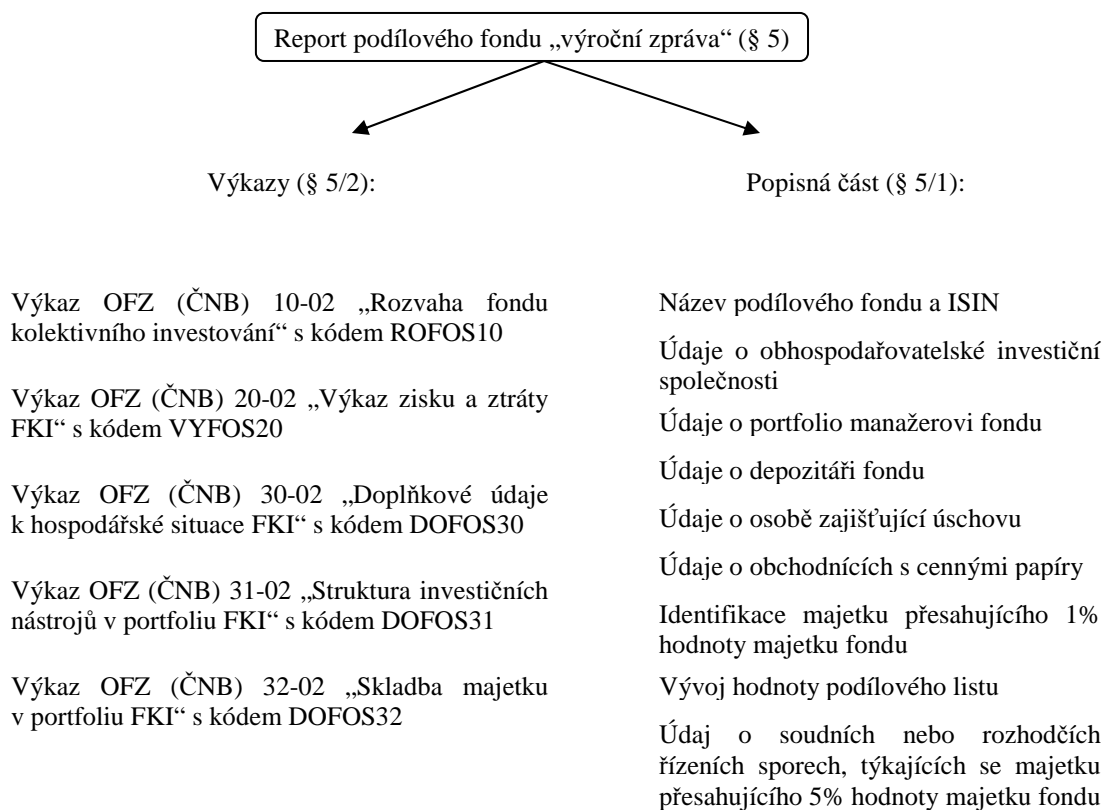 Report podílového fondu „výroční zpráva“ (§ 5)
Výkazy (§ 5/2):
Výkaz OFZ (ČNB) 10-02 „Rozvaha fondu
kolektivního investování“ s kódem ROFOS10
Výkaz OFZ (ČNB) 20-02 „Výkaz zisku a ztráty
FKI“ s kódem VYFOS20
Výkaz OFZ (ČNB) 30-02 „Doplňkové údaje
k hospodářské situace FKI“ s kódem DOFOS30
Výkaz OFZ (ČNB) 31-02 „Struktura investičních
nástrojů v portfoliu FKI“ s kódem DOFOS31
Výkaz OFZ (ČNB) 32-02 „Skladba majetku
v portfoliu FKI“ s kódem DOFOS32
Popisná část (§ 5/1):
Název podílového fondu a ISIN
Údaje o obhospodařovatelské investiční
společnosti
Údaje o portfolio manažerovi fondu
Údaje o depozitáři fondu
Údaje o osobě zajišťující úschovu
Údaje o obchodnících s cennými papíry
Identifikace majetku přesahujícího 1%
hodnoty majetku fondu
Vývoj hodnoty podílového listu
Údaj o soudních nebo rozhodčích
řízeních sporech, týkajících se majetku
přesahujícího 5% hodnoty majetku fondu